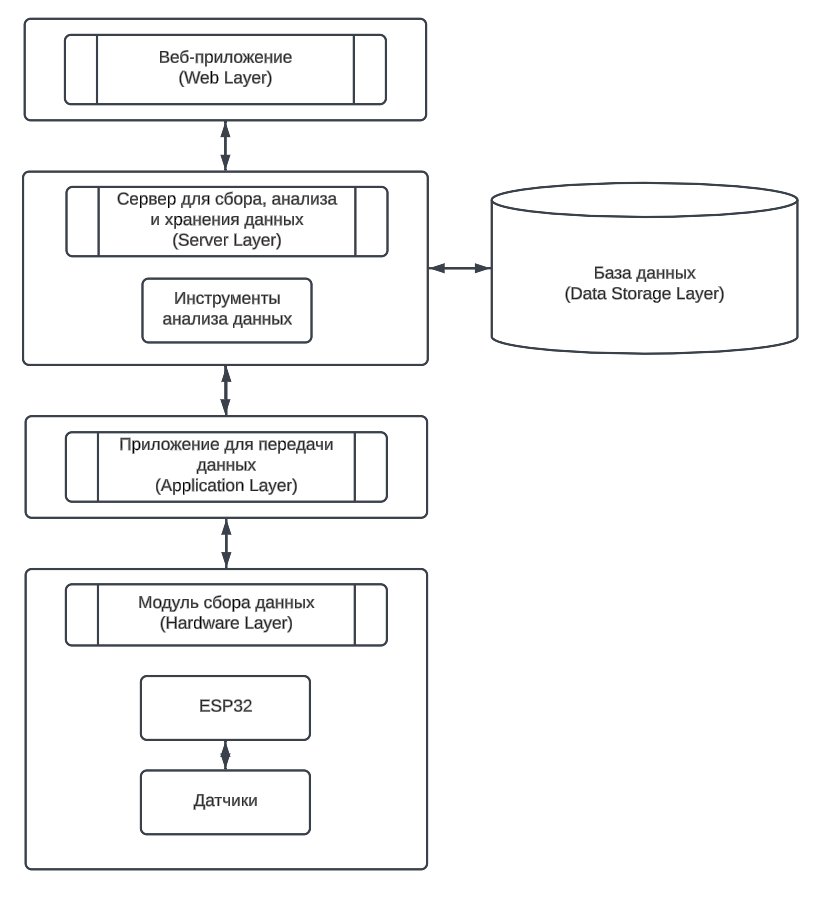 Веб-приложение
(Web Layer)
Сервер для сбора, анализа
и хранения данных
(Server Layer)
Инструменты
анализа данных
База данных
(Data Storage Layer)
Приложение для передачи
данных
(Application Layer)
Модуль сбора данных
(Hardware Layer)
ESP32
Датчики